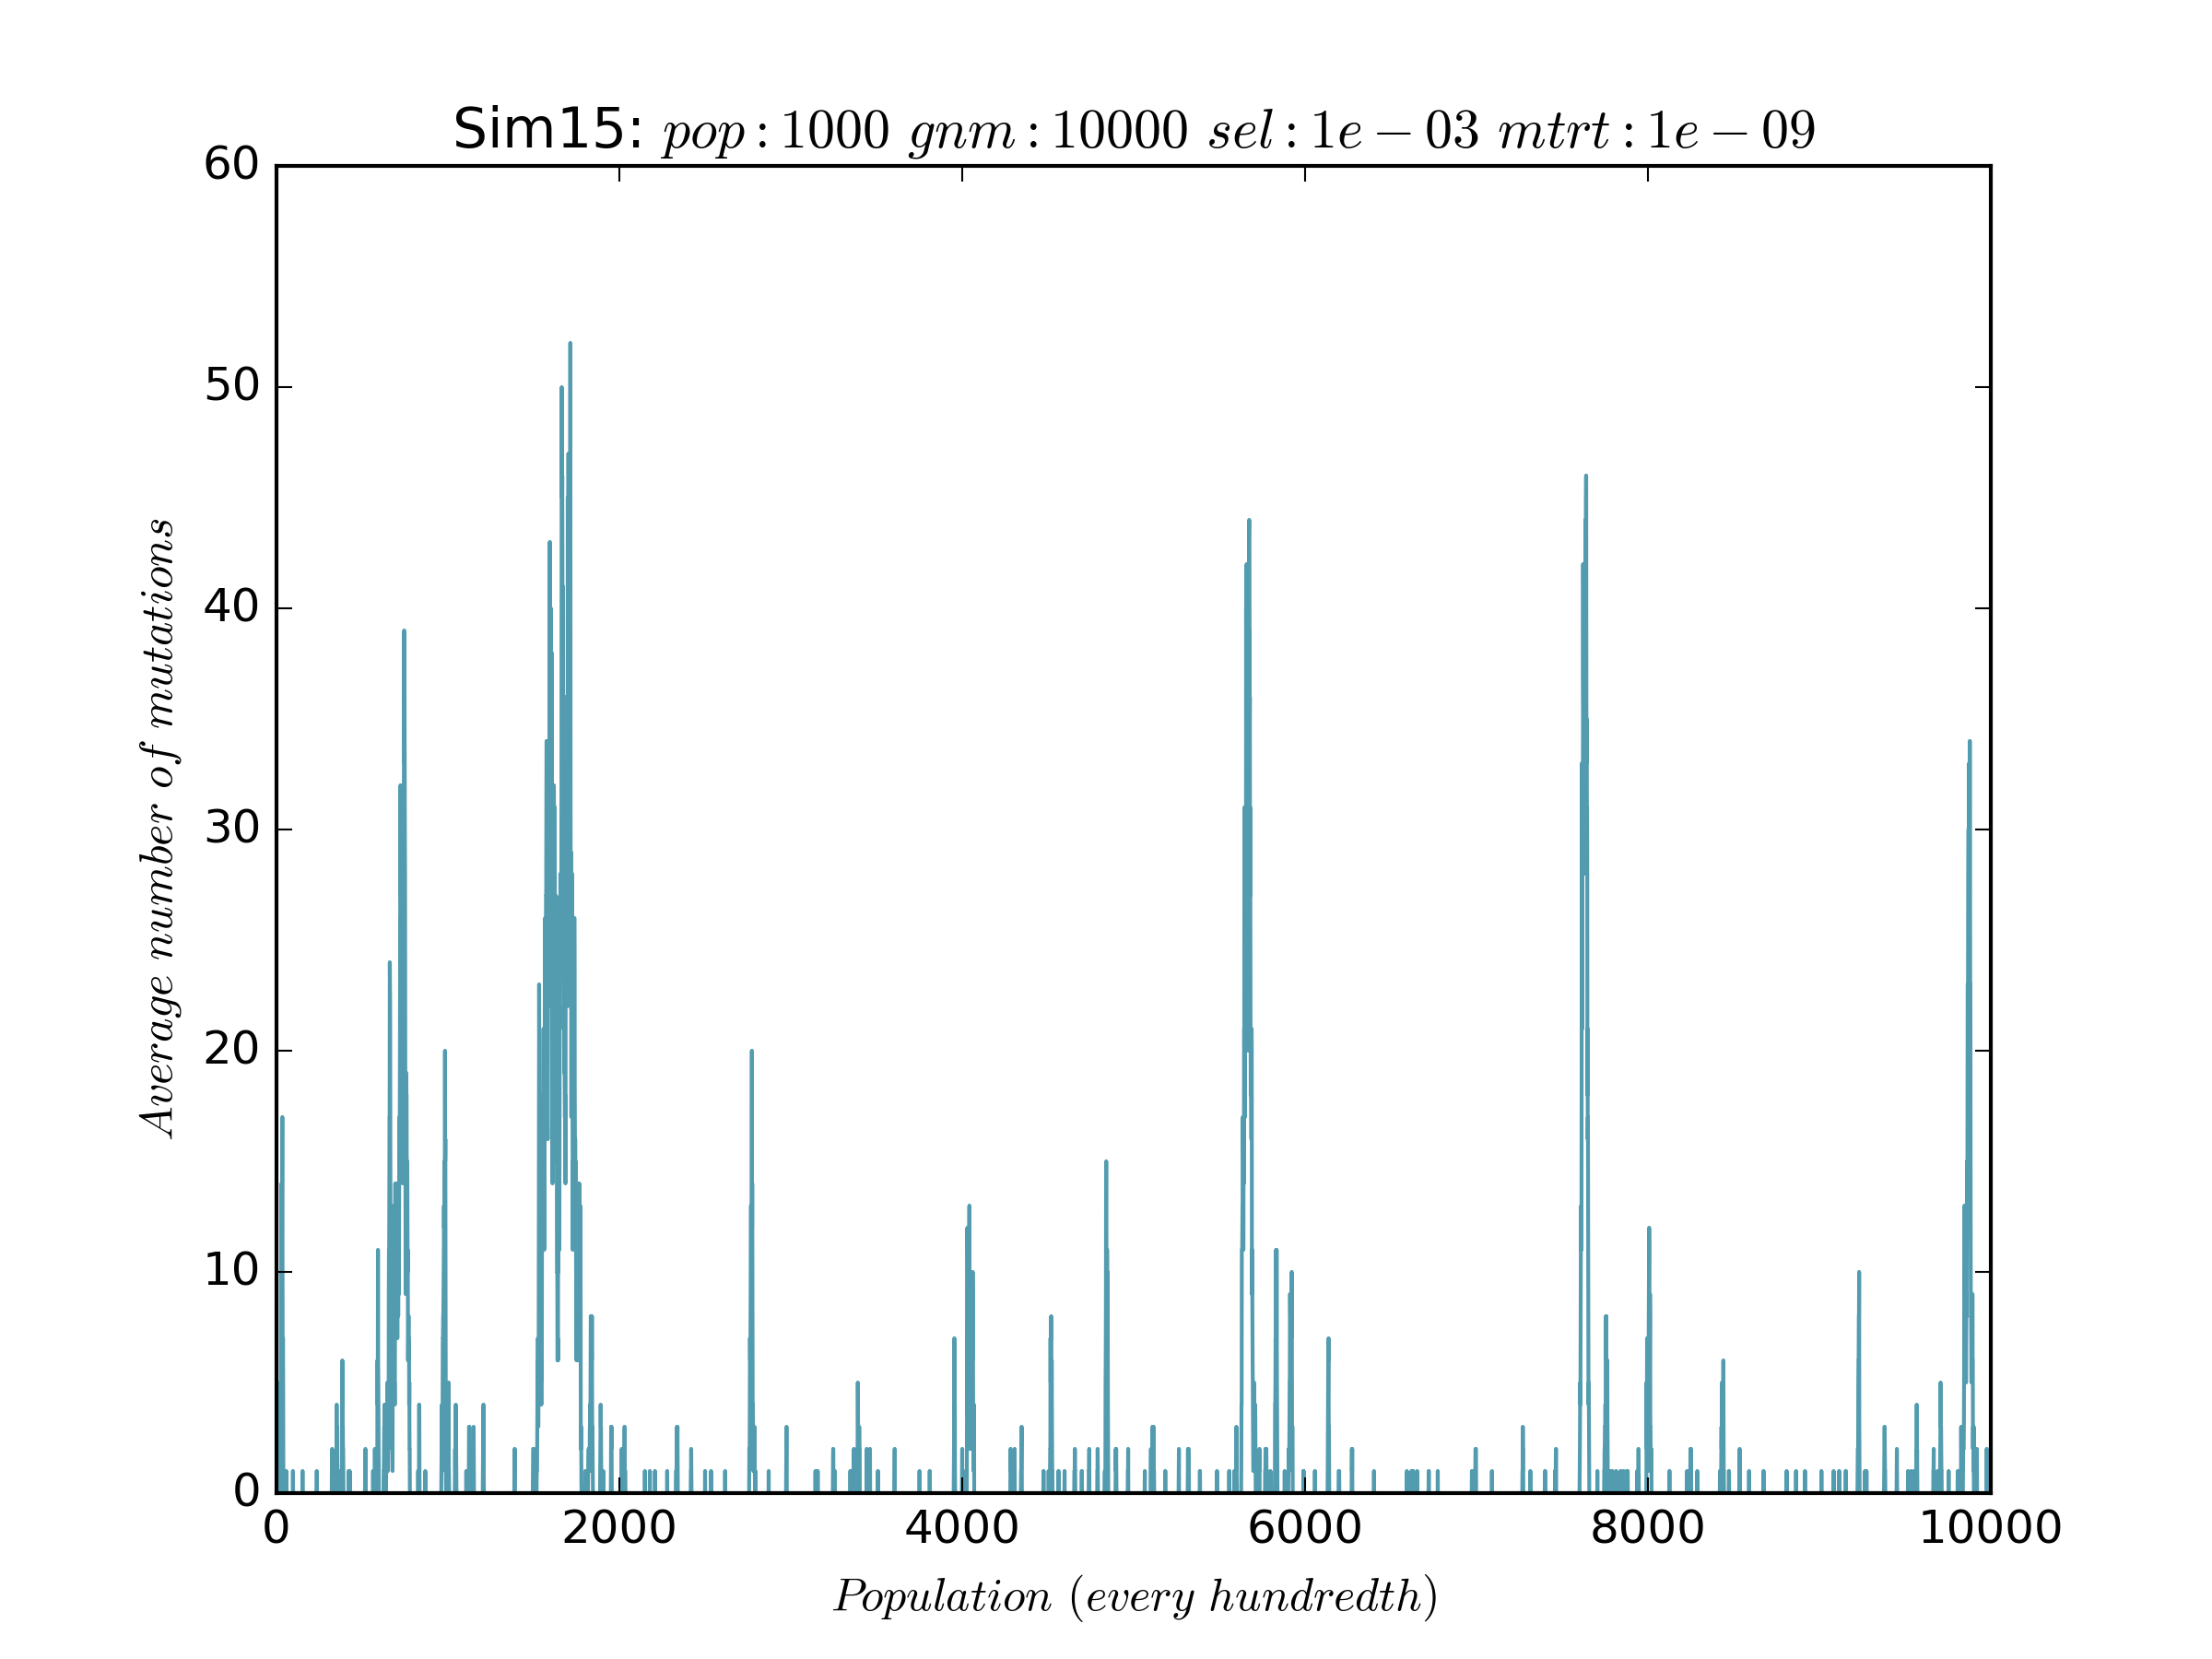 Sim15: pop : 1000 gnm : 10000 sel : 1e − 03 mtrt : 1e − 09
60
50
40
30
20
10
0
Average number of mutations
0 2000 4000 6000 8000 10000
Population (every hundredth)